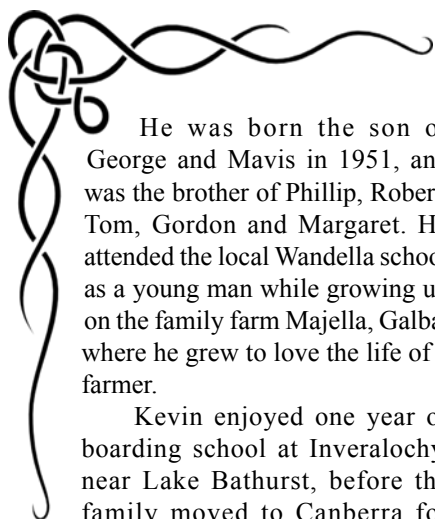 He was born the son o
George and Mavis in 1951, an
was the brother of Phillip, Rober
Tom, Gordon and Margaret. H
attended the local Wandella schoo
as a young man while growing u
on the family farm Majella, Galba
where he grew to love the life of
farmer.
Kevin enjoyed one year o
boarding school at Inveralochy
near Lake Bathurst, before th
family moved to Canberra fo